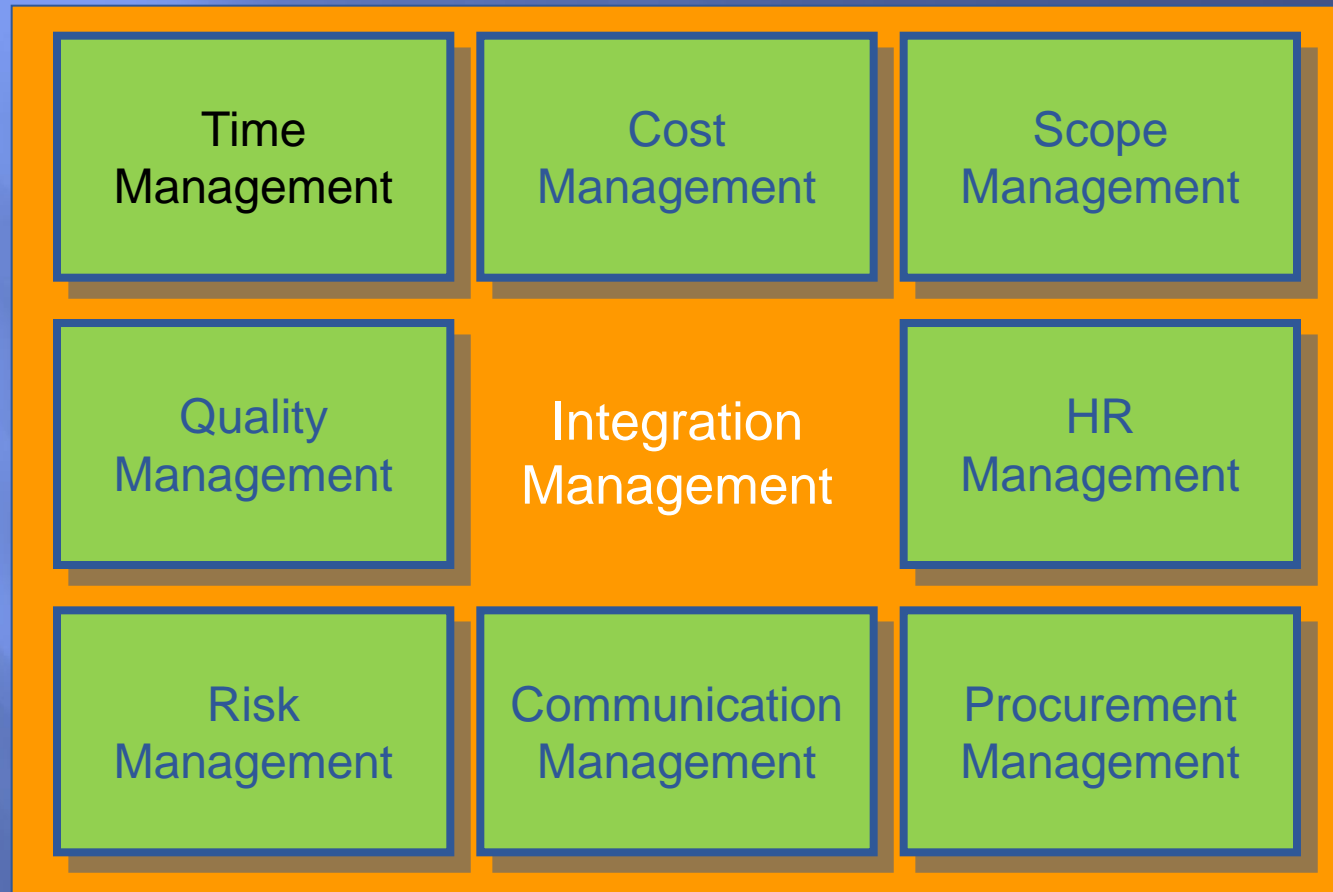 Time
Management
Cost
Management
Scope
Management
Quality
Management
Integration
Management
HR
Management
Risk
Management
Communication
Management
Procurement
Management